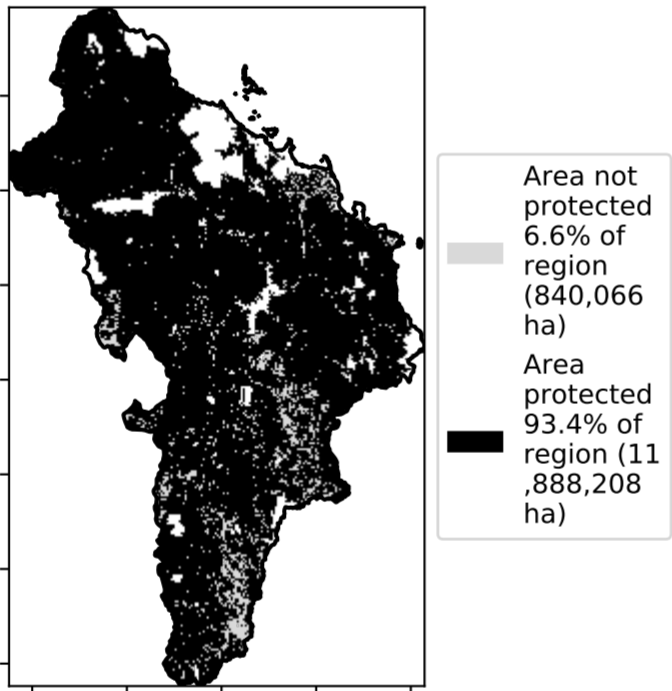 Area not
protected
6.6% of
region
(840,066
ha)
Area
protected
93.4% of
region (11
,888,208
ha)